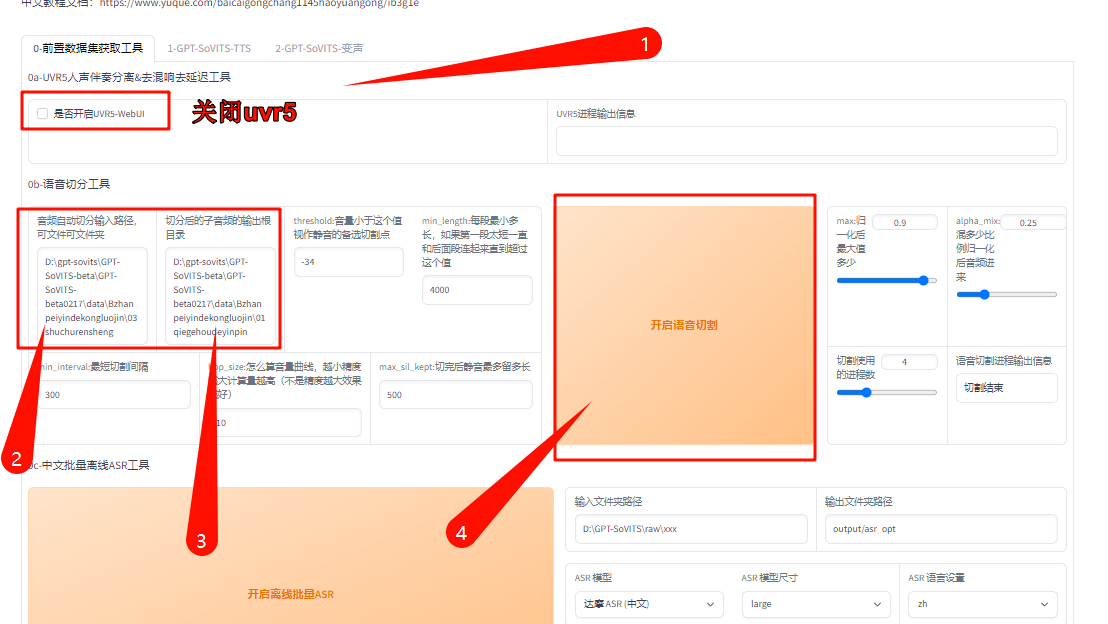 中文教程文档：https://www.yuque.com/baicaigongchang1145haoyuangong/ib3g1e
0-前置数据集获取工具
1-GPT-SoVITS-TTS
2-GPT-SoVITS-变声
1
0a-UVR5人声伴奏分离&去混响去延迟工具
是否开启UVR5-WebUI
关闭uvr5
UVR5进程输出信息
0b-语音切分工具
音频自动切分输入路径，
可文件可文件夹
D:\gpt-sovits\GPT-
SoVITS-beta\GPT-
SoVITS-
beta0217\data\Bzhan
peiyindekongluojin\03
shuchurensheng
切分后的子音频的输出根
目录
D:\gpt-sovits\GPT-
SoVITS-beta\GPT-
SoVITS-
beta0217\data\Bzhan
peiyindekongluojin\01
qiegehoudeyinpin
threshold:音量小于这个值
视作静音的备选切割点
-34
min_length:每段最小多
长，如果第一段太短一直
和后面段连起来直到超过
这个值
4000
开启语音切割
max:归
一化后
最大值
多少
0.9
alpha_mix:
混多少比
例归一化
后音频进
来
0.25
min_interval:最短切割间隔
300
hop_size:怎么算音量曲线，越小精度
越大计算量越高（不是精度越大效果
越好）
10
max_sil_kept:切完后静音最多留多长
500
切割使用
的进程数
4
语音切割进程输出信息
切割结束
2
3
4
0c-中文批量离线ASR工具
开启离线批量ASR
输入文件夹路径
D:\GPT-SoVITS\raw\xxx
输出文件夹路径
output/asr_opt
ASR 模型
达摩 ASR (中文)
ASR 模型尺寸
large
ASR 语言设置
zh